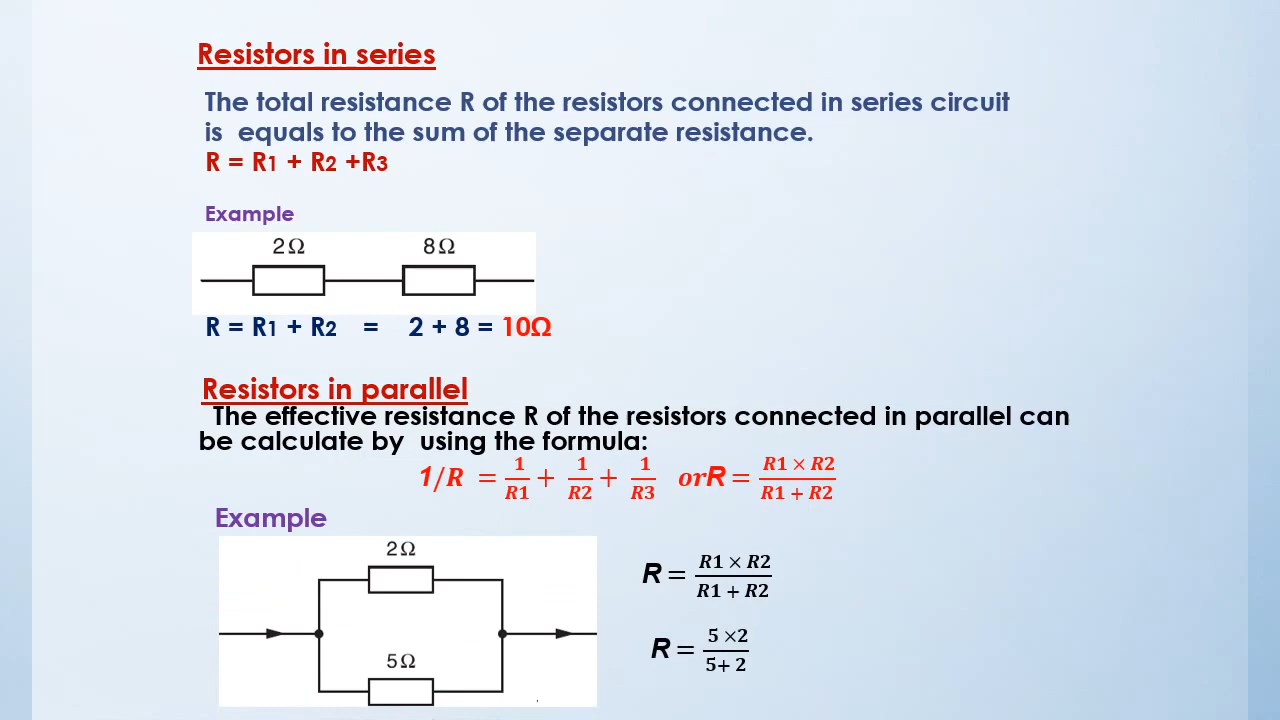 Resistors in series
The total resistance R of the resistors connected in series circuit
is equals to the sum of the separate resistance.
R = R1 + R2 +R3
Example
2Ω 8Ω
R = R1 + R2 = 2 + 8 = 10Ω
Resistors in parallel
The effective resistance R of the resistors connected in parallel can
be calculate by using the formula:
1/R = 1/R1 + 1/R2 + 1/R3 orR = R1 × R2 / R1 + R2
Example
2Ω
R = R1 × R2 / R1 + R2
R = 5 ×2 / 5+ 2
5Ω